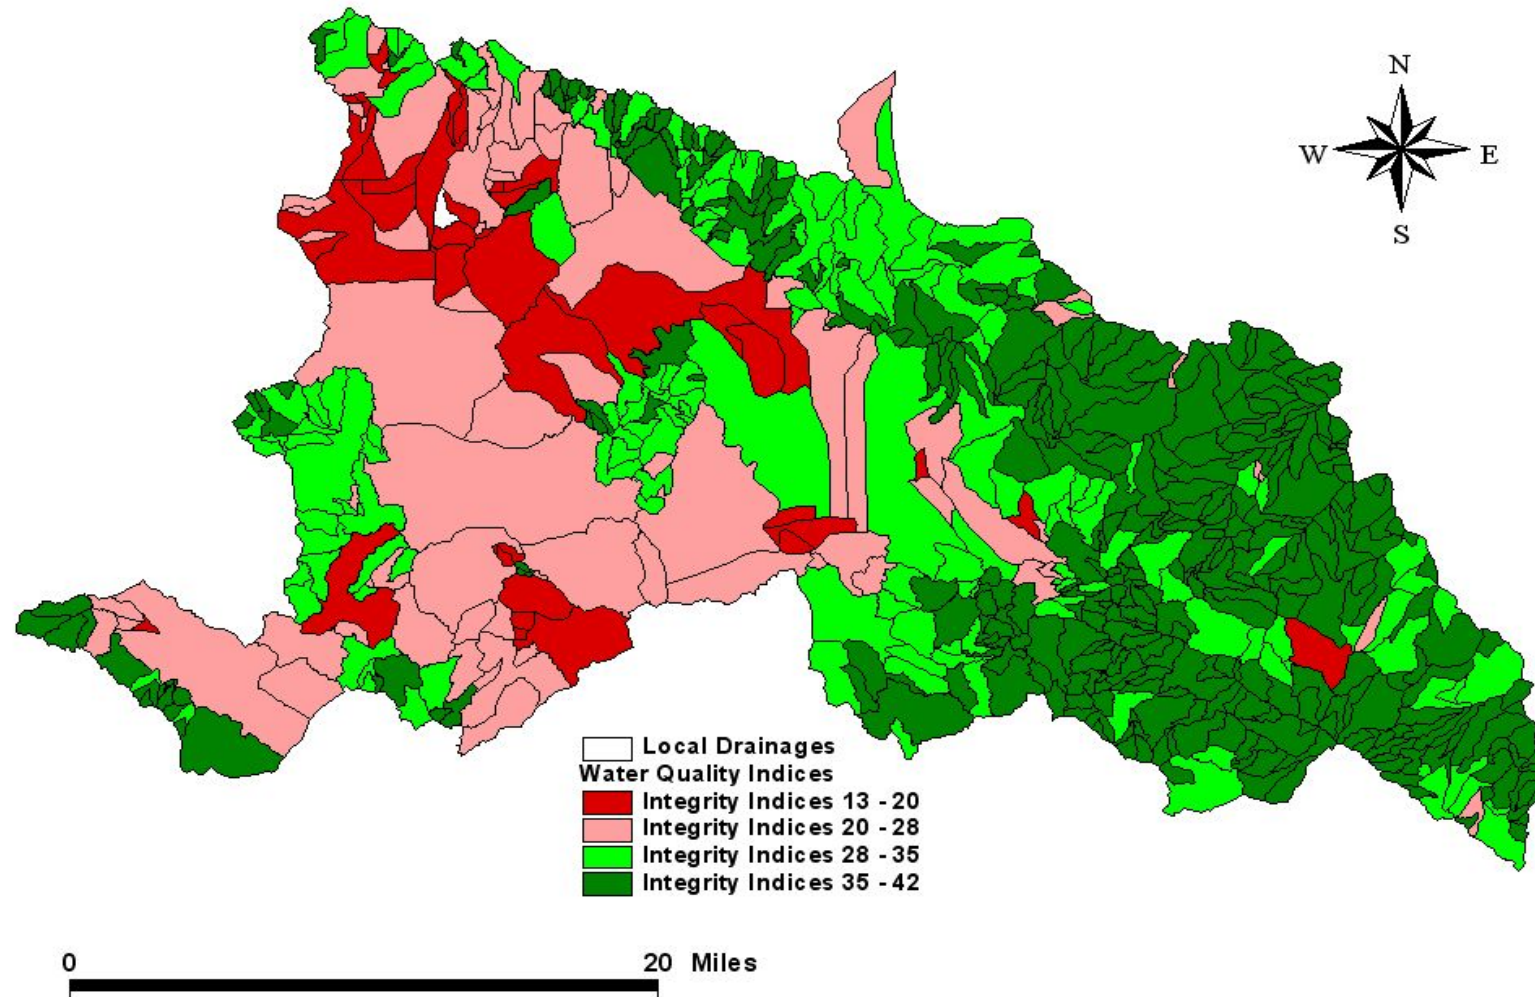 N
W E
S
Local Drainages
Water Quality Indices
Integrity Indices 13 - 20
Integrity Indices 20 - 28
Integrity Indices 28 - 35
Integrity Indices 35 - 42
0 20 Miles